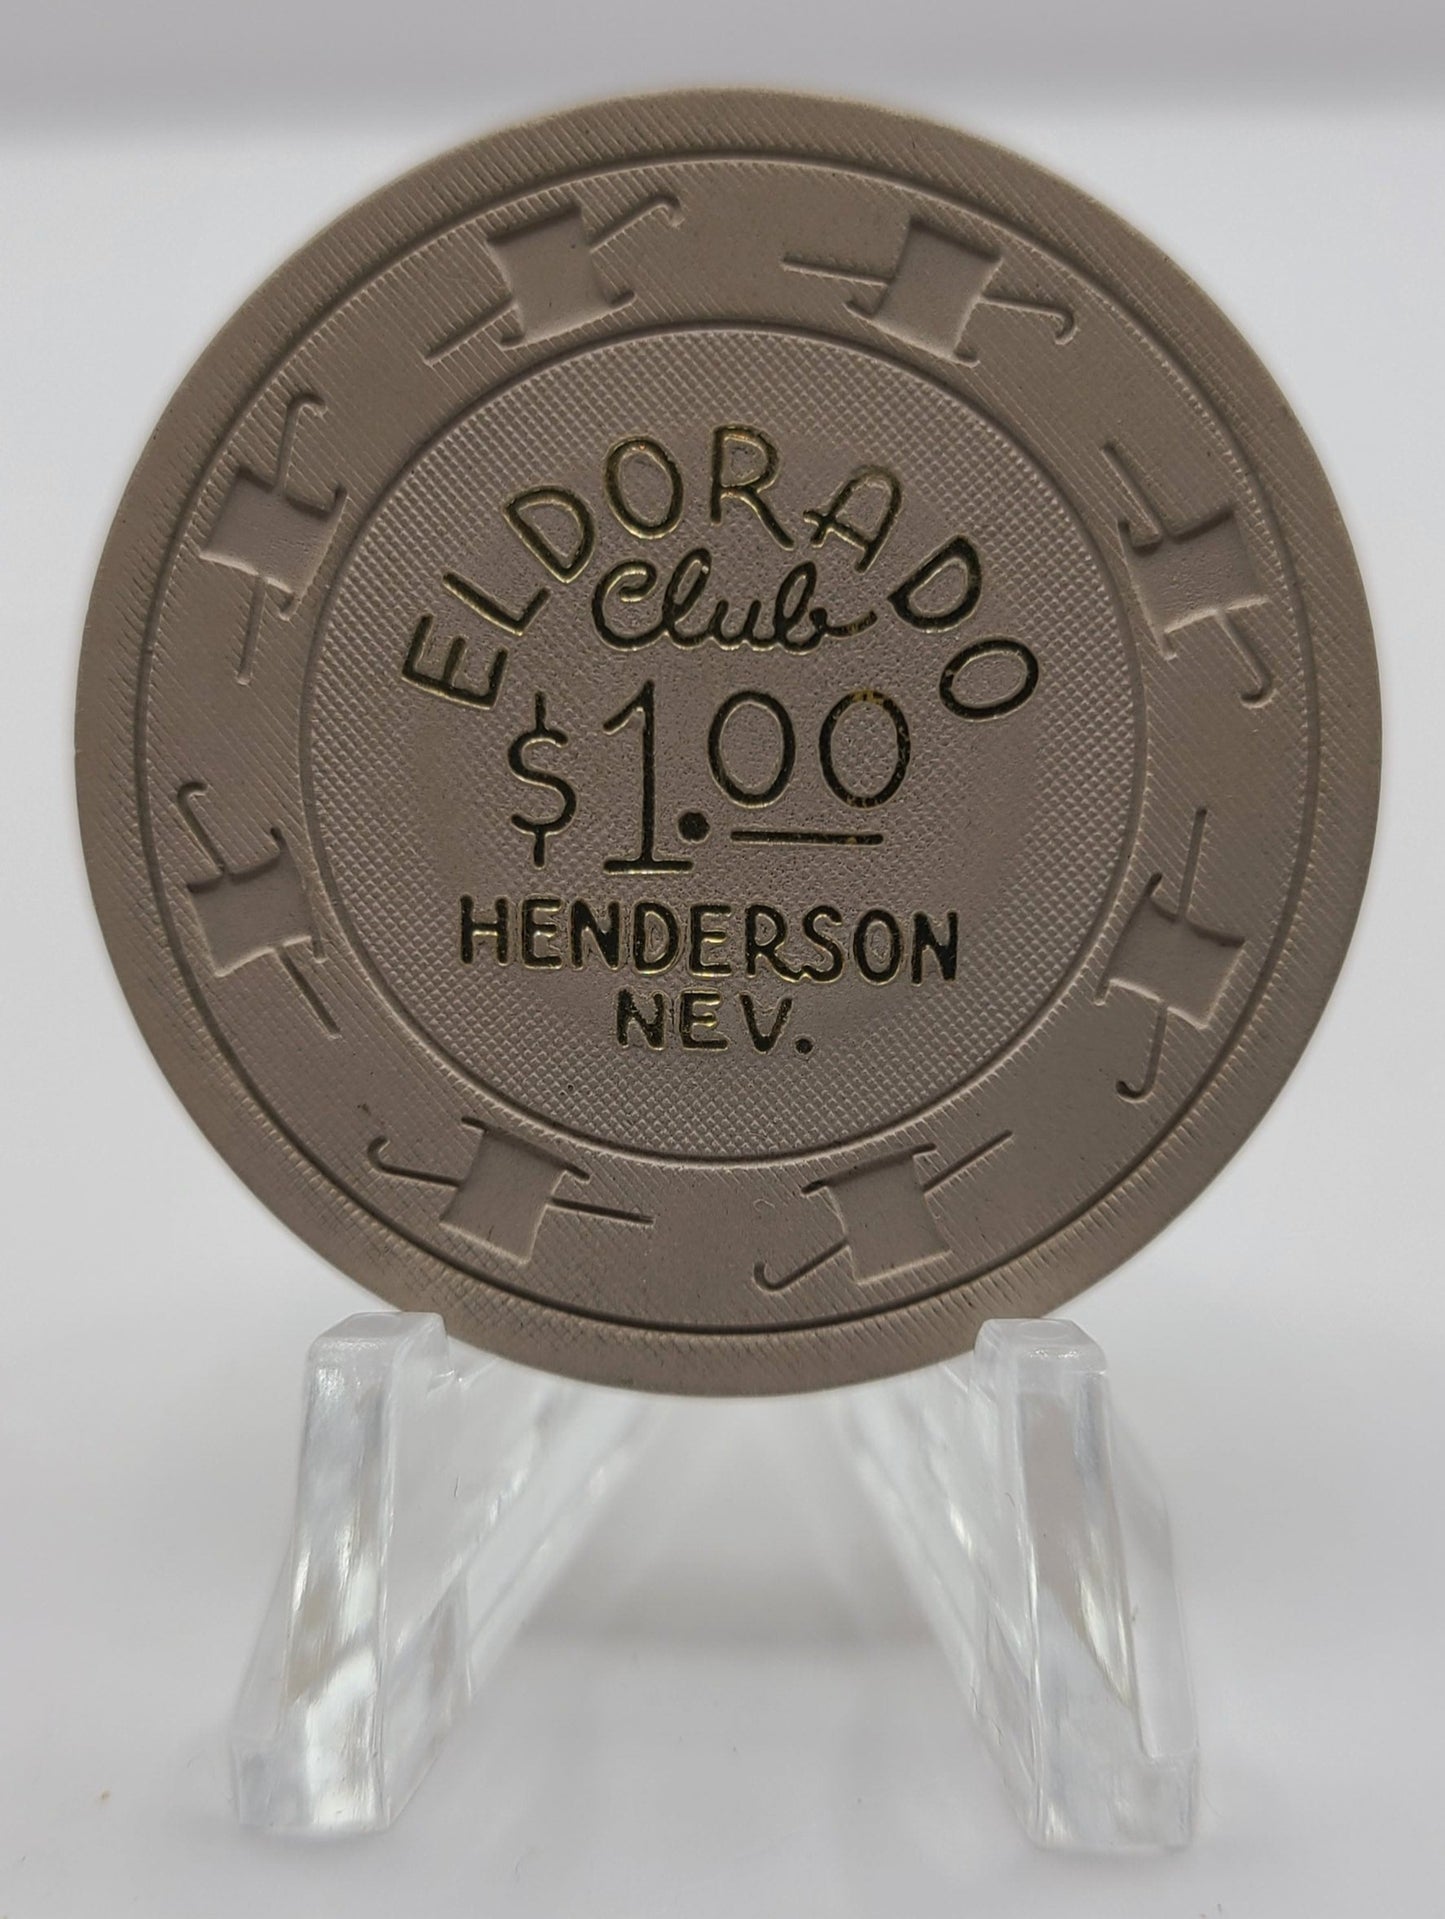 ELDORADO
Club
$1.00
HENDERSON
NEV.